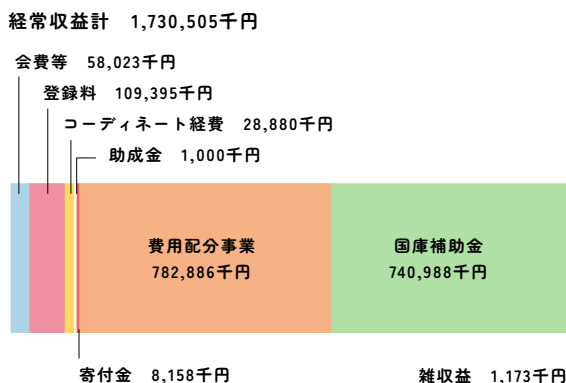 経常収益計　1,730,505千円
会費等　58,023千円
登録料　109,395千円
コーディネート経費　28,880千円
助成金　1,000千円
費用配分事業
782,886千円
国庫補助金
740,988千円
寄付金　8,158千円
雑収益　1,173千円